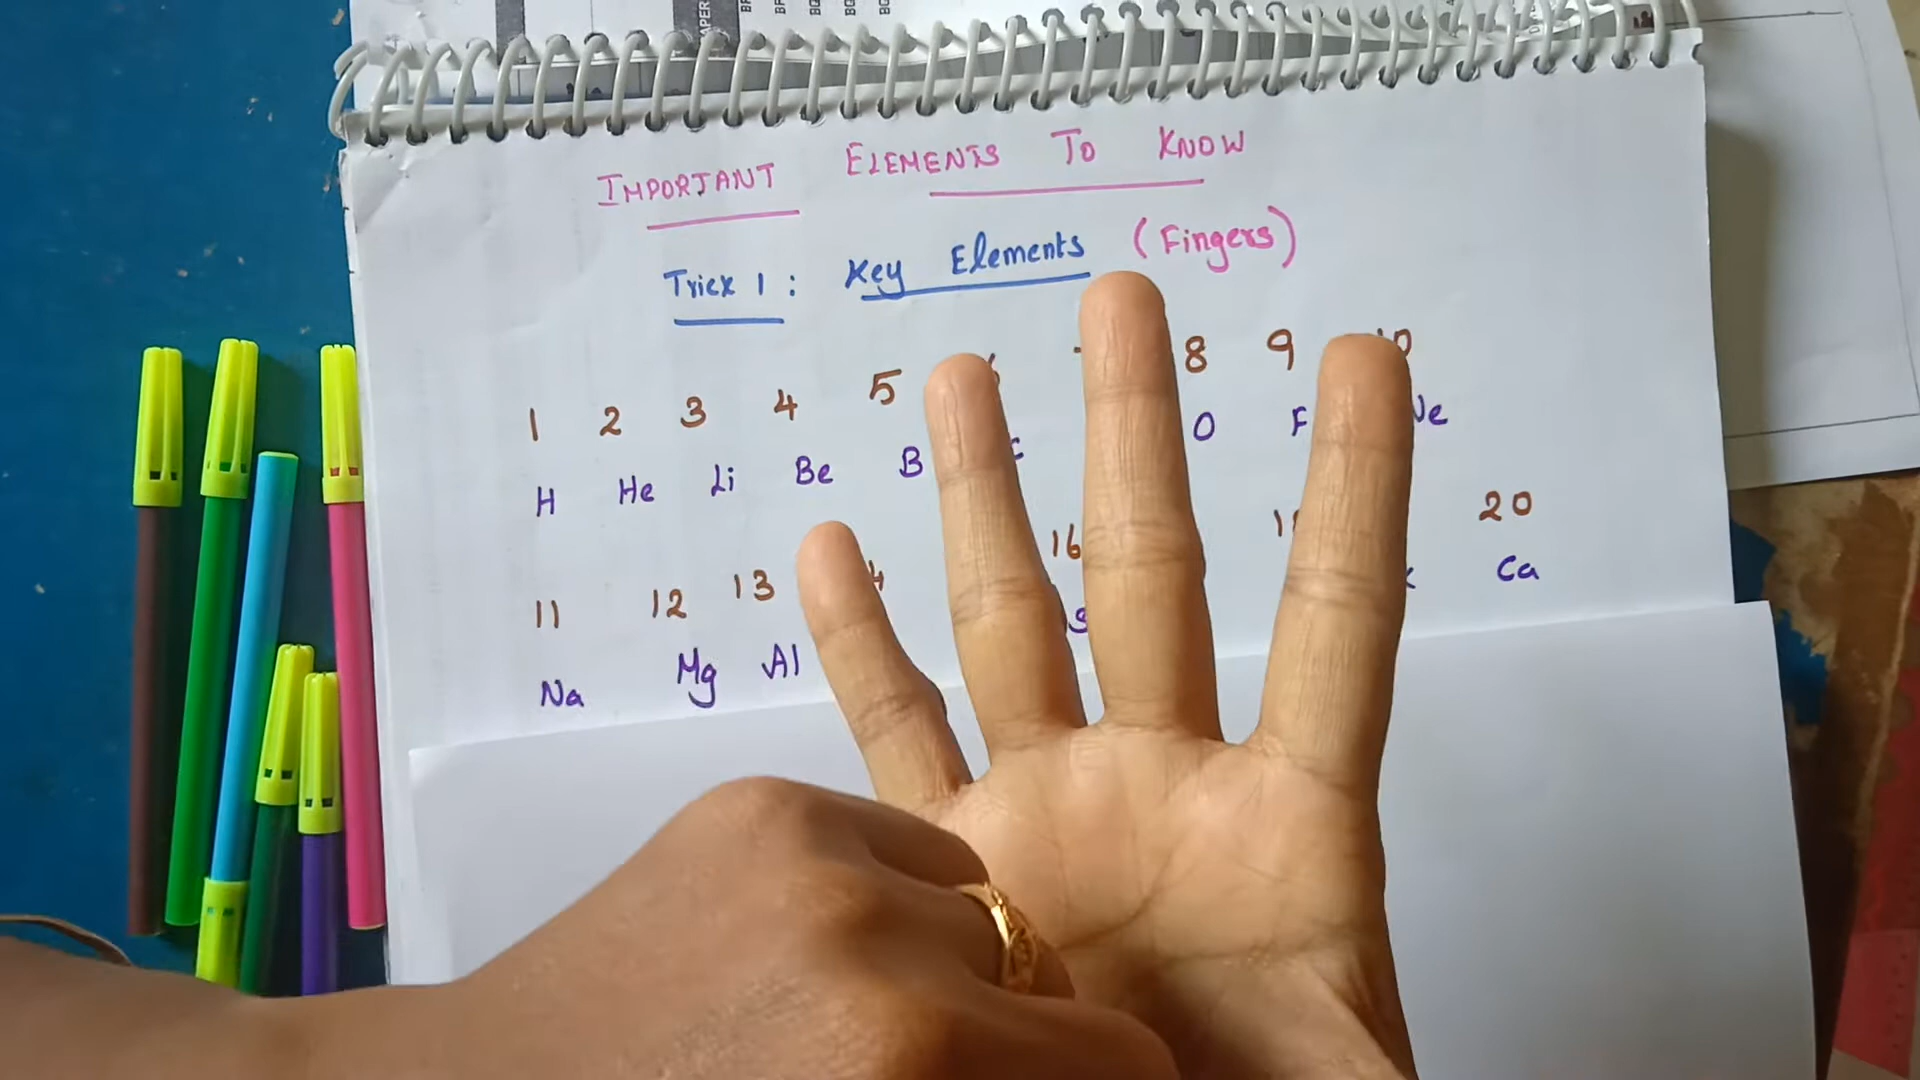 IMPORTANT ELEMENTS TO KNOW
Trick 1 : Key Elements (Fingers)
1 2 3 4 5 8 9
H He Li Be B O F Ne
11 12 13 16 20
Na Mg Al S Ca